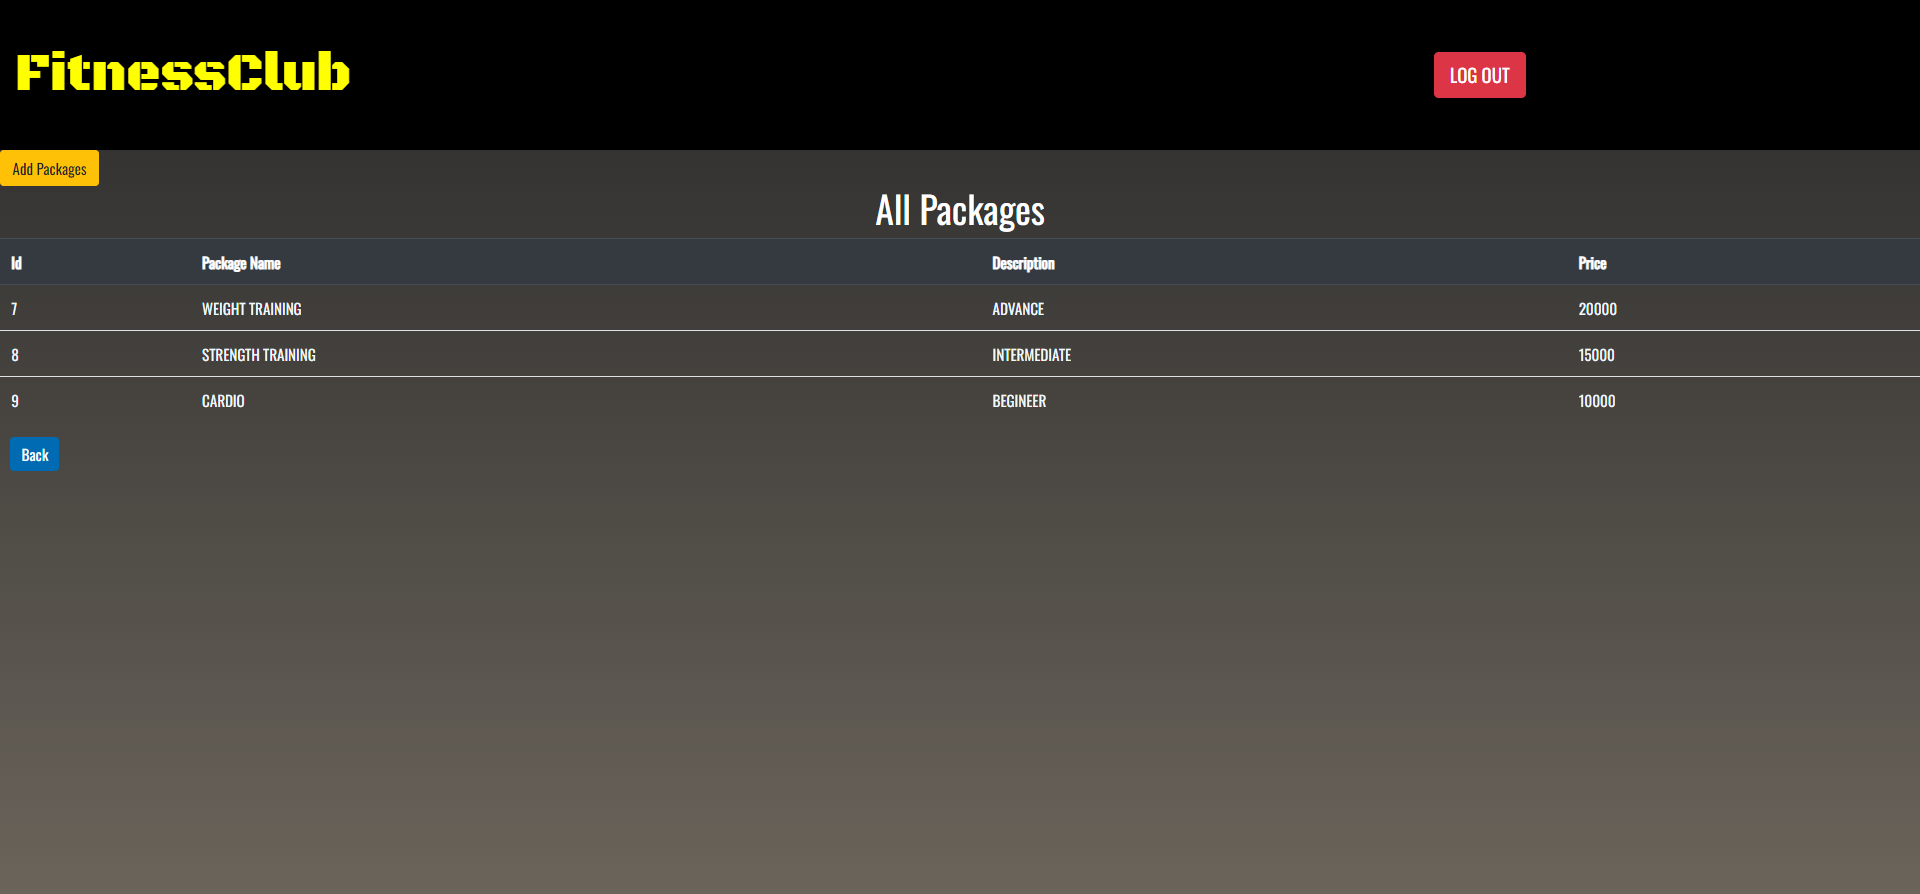 FitnessClub
LOG OUT
Add Packages
All Packages
Id Package Name Description Price
7 WEIGHT TRAINING ADVANCE 20000
8 STRENGTH TRAINING INTERMEDIATE 15000
9 CARDIO BEGINEER 10000
Back